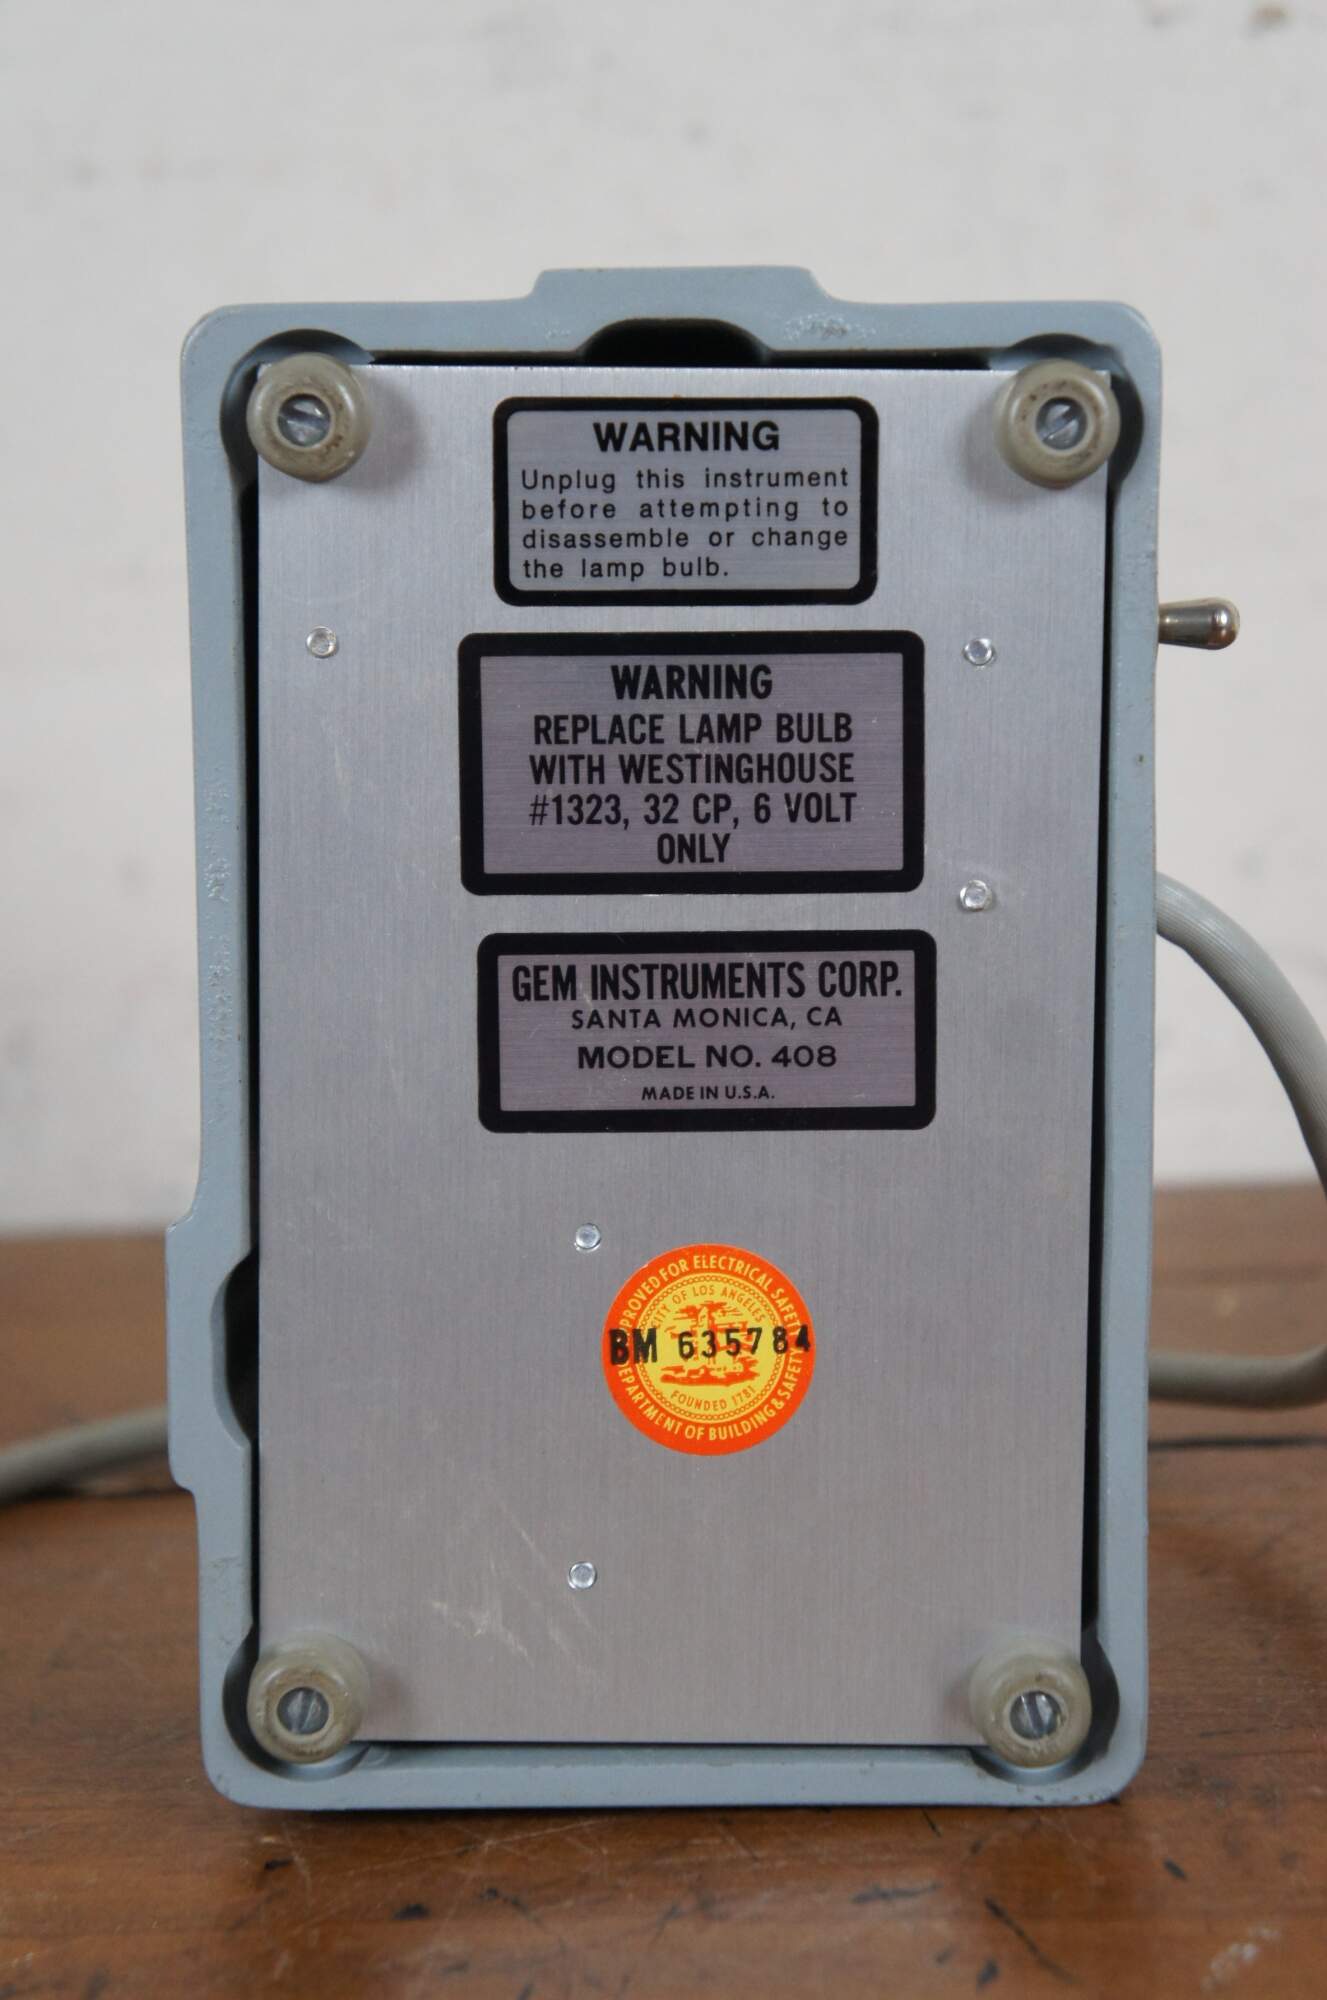 WARNING
Unplug this instrument
before attempting to
disassemble or change
the lamp bulb.
WARNING
REPLACE LAMP BULB
WITH WESTINGHOUSE
#1323, 32 CP, 6 VOLT
ONLY
GEM INSTRUMENTS CORP.
SANTA MONICA, CA
MODEL NO. 408
MADE IN U.S.A.
APPROVED FOR ELECTRICAL SAFETY
CITY OF LOS ANGELES
BM 635784
FOUNDED 1781
DEPARTMENT OF BUILDING & SAFETY